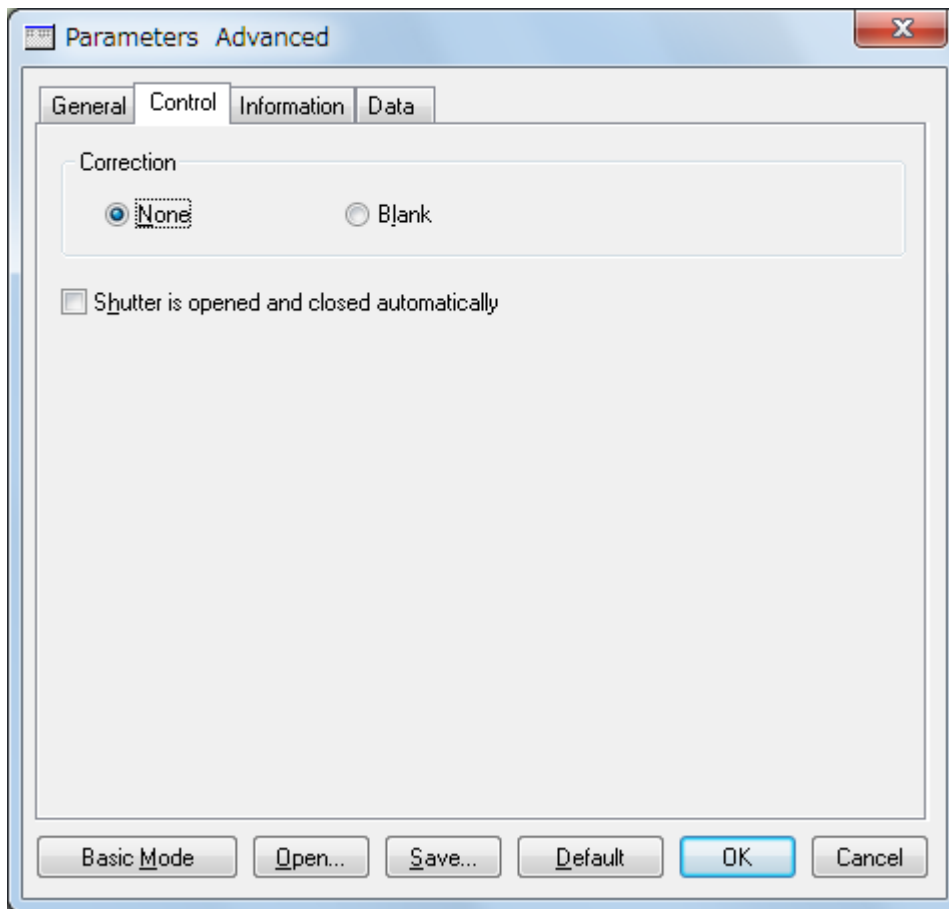 Parameters Advanced
General Control Information Data
Correction
None Blank
Shutter is opened and closed automatically
Basic Mode Open... Save... Default OK Cancel